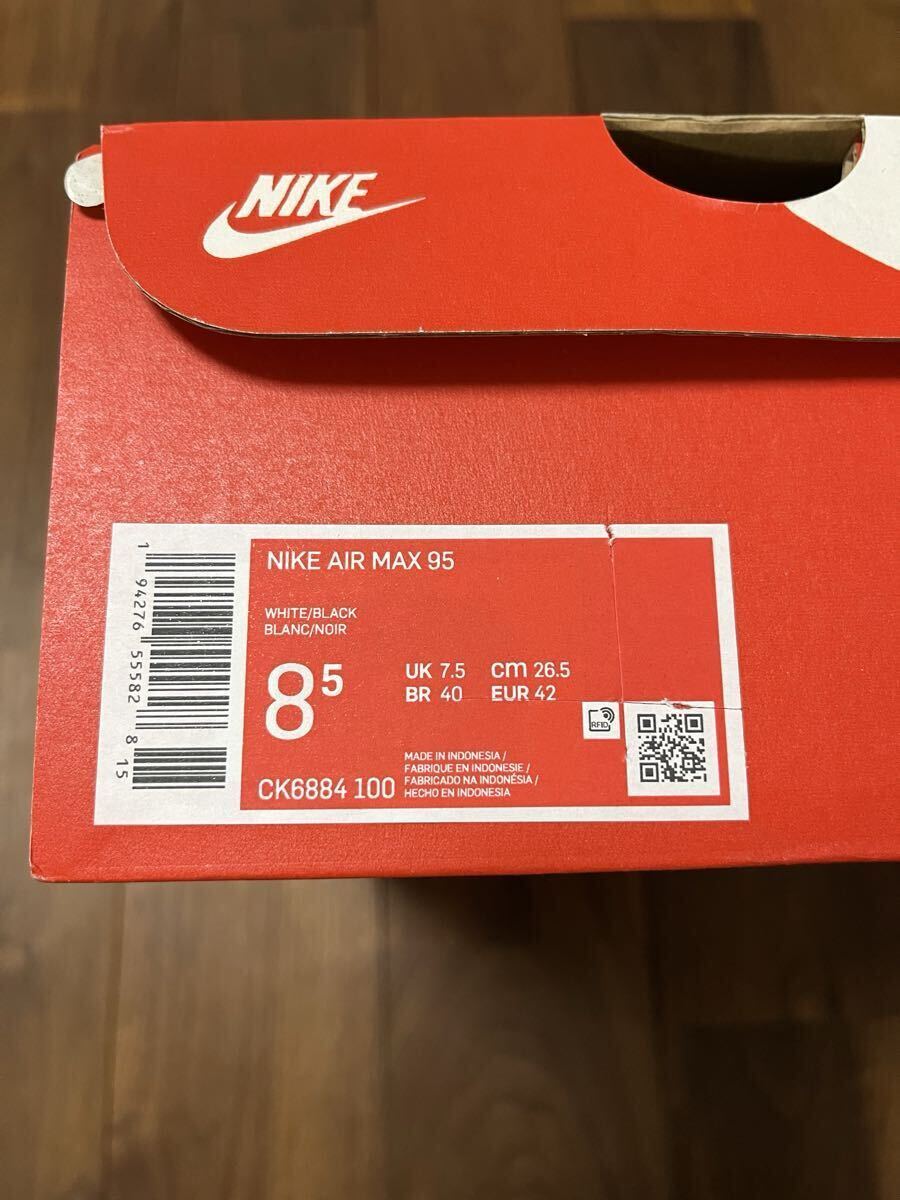 NIKE
NIKE AIR MAX 95
WHITE/BLACK
BLANC/NOIR
8 5
UK 7.5 cm 26.5
BR 40 EUR 42
RFID
CK6884 100
MADE IN INDONESIA /
FABRIQUE EN INDONESIE /
FABRICADO NA INDONÉSIA /
HECHO EN INDONESIA
1 94276 55582 8 15